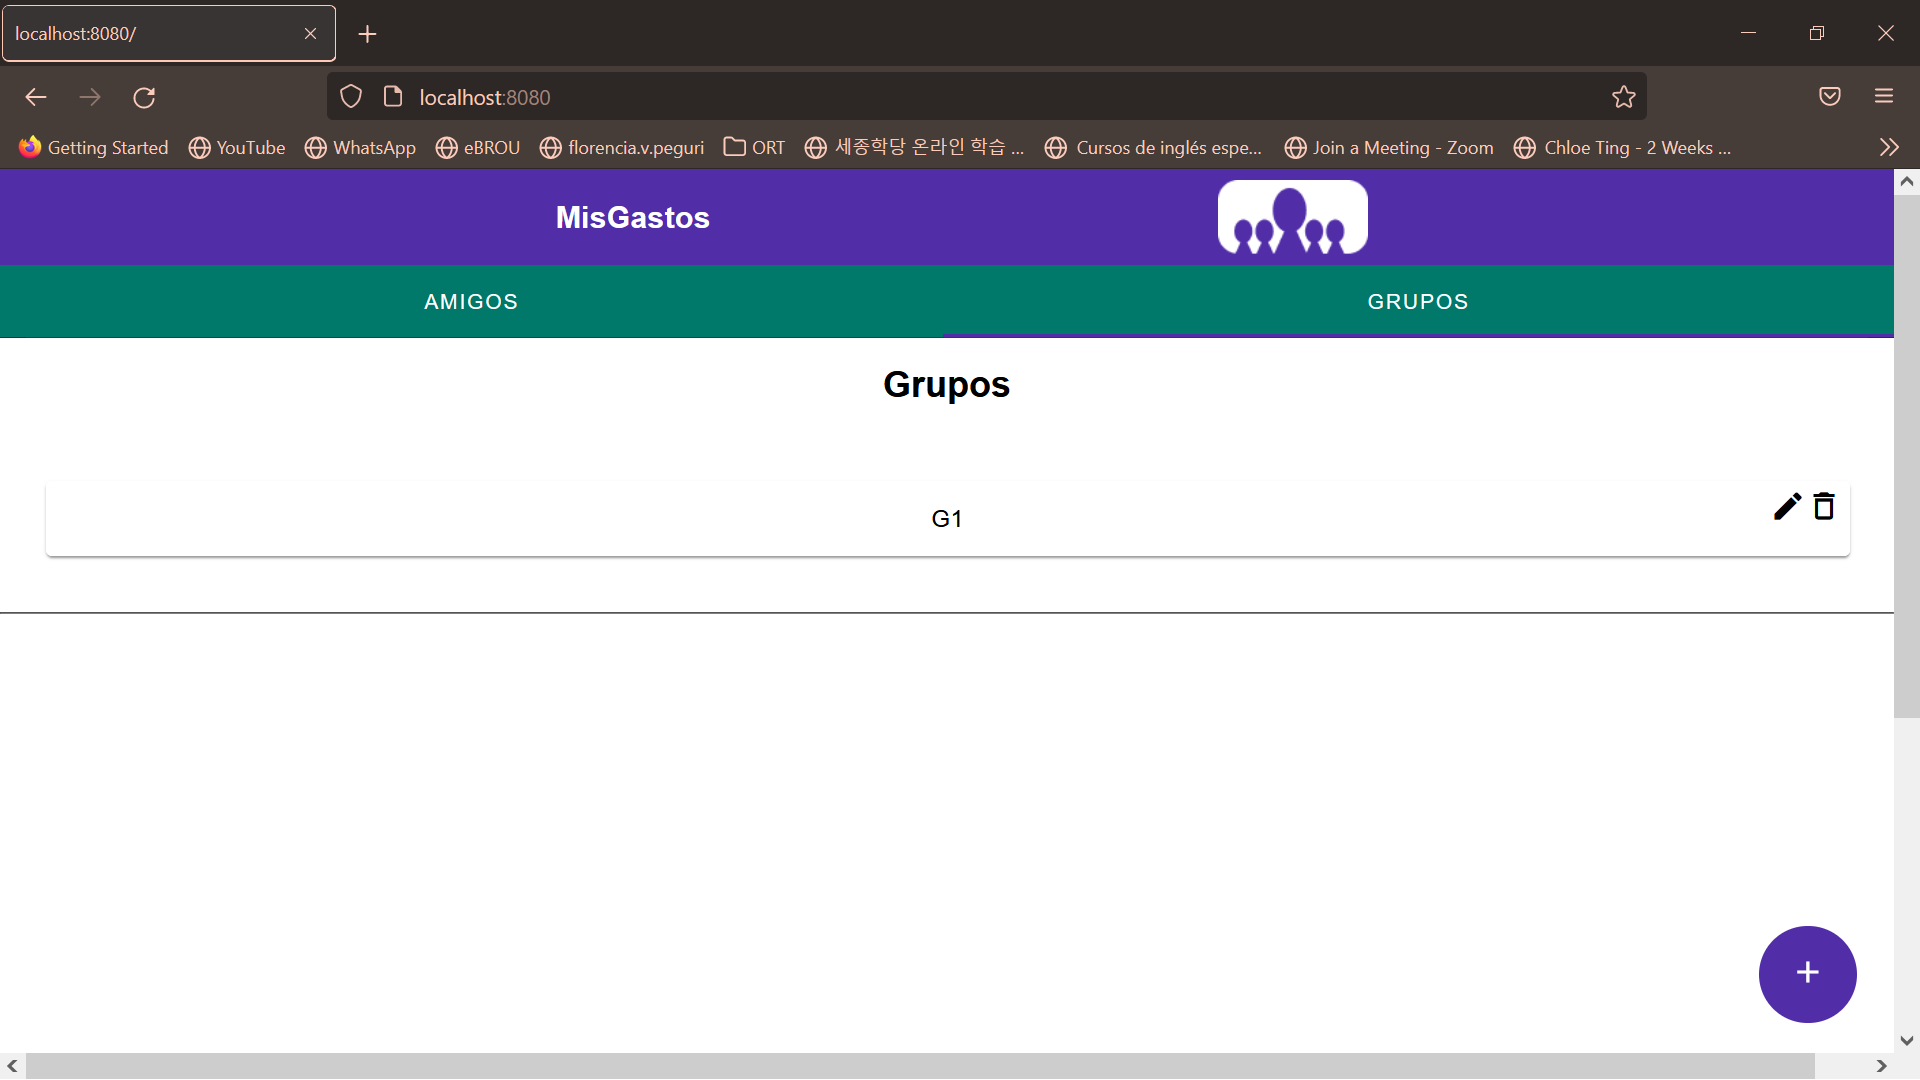 localhost:8080/
localhost:8080
Getting Started YouTube WhatsApp eBROU florencia.v.peguri ORT 세종학당 온라인 학습 ... Cursos de inglés espe... Join a Meeting - Zoom Chloe Ting - 2 Weeks ...
MisGastos
AMIGOS GRUPOS
Grupos
G1